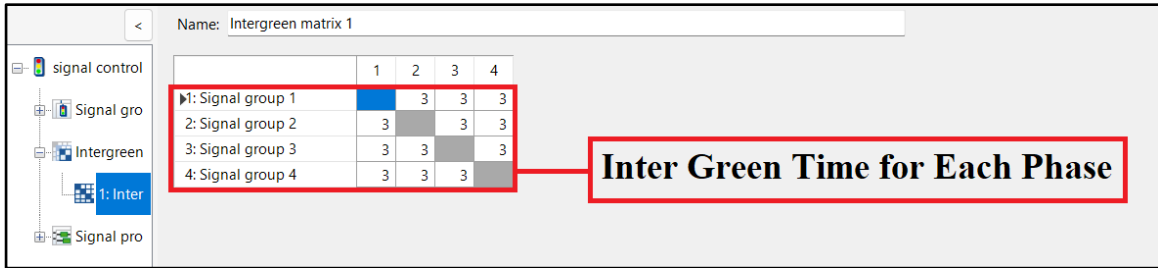 <
Name: Intergreen matrix 1
signal control
Signal gro
Intergreen
1: Inter
Signal pro
1 2 3 4
1: Signal group 1 3 3 3
2: Signal group 2 3 3 3
3: Signal group 3 3 3 3
4: Signal group 4 3 3 3
Inter Green Time for Each Phase